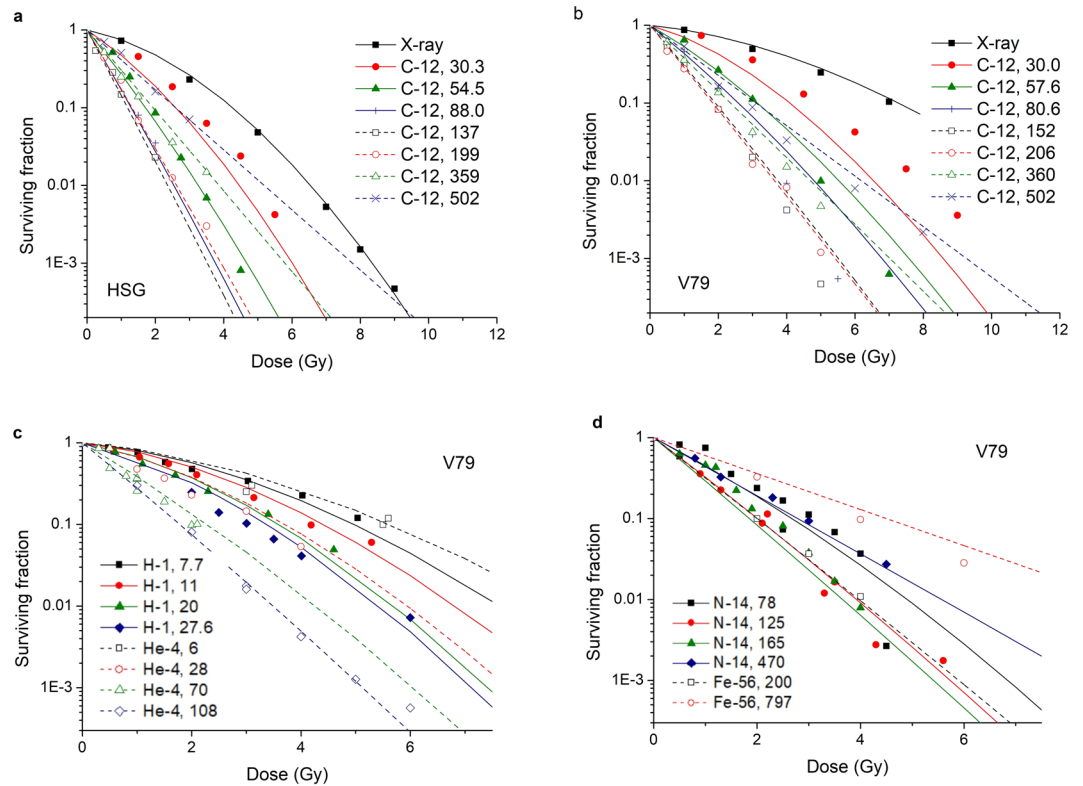 a
1
0.1
0.01
1E-3
Surviving fraction
X-ray
C-12, 30.3
C-12, 54.5
C-12, 88.0
C-12, 137
C-12, 199
C-12, 359
C-12, 502
HSG
0 2 4 6 8 10 12
Dose (Gy)
b
1
0.1
0.01
1E-3
Surviving fraction
X-ray
C-12, 30.0
C-12, 57.6
C-12, 80.6
C-12, 152
C-12, 206
C-12, 360
C-12, 502
V79
0 2 4 6 8 10 12
Dose (Gy)
c
V79
1
0.1
0.01
1E-3
Surviving fraction
H-1, 7.7
H-1, 11
H-1, 20
H-1, 27.6
He-4, 6
He-4, 28
He-4, 70
He-4, 108
0 2 4 6
Dose (Gy)
d
V79
1
0.1
0.01
1E-3
Surviving fraction
N-14, 78
N-14, 125
N-14, 165
N-14, 470
Fe-56, 200
Fe-56, 797
0 2 4 6
Dose (Gy)